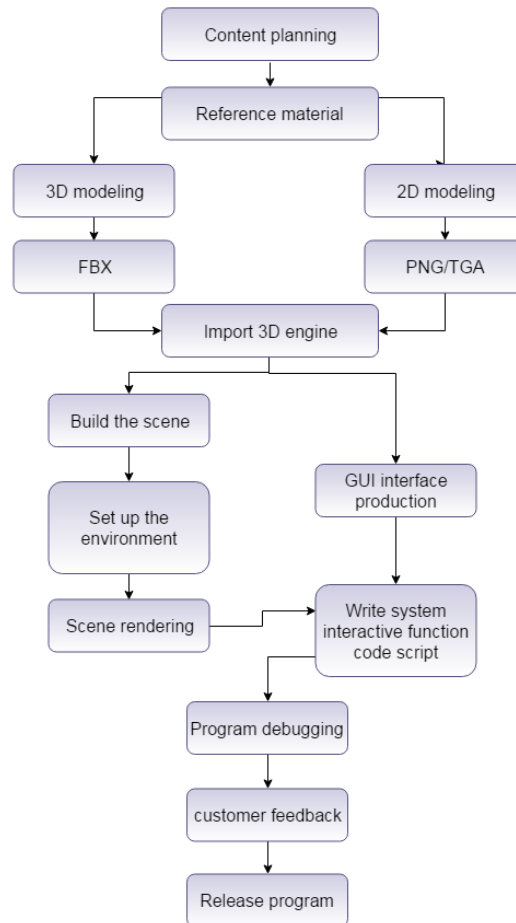 Content planning
Reference material
3D modeling
2D modeling
FBX
PNG/TGA
Import 3D engine
Build the scene
GUI interface
production
Set up the
environment
Scene rendering
Write system
interactive function
code script
Program debugging
customer feedback
Release program